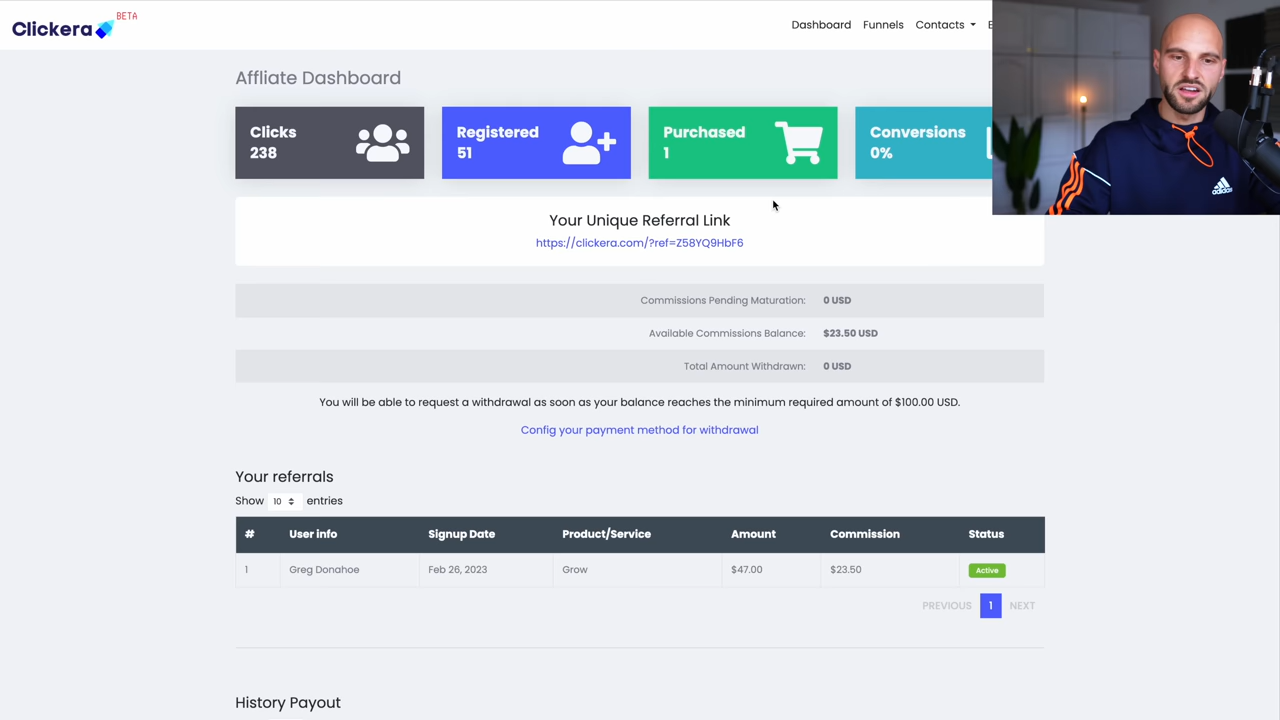 Clickera
BETA
Dashboard Funnels Contacts
Affliate Dashboard
Clicks
238
Registered
51
Purchased
1
Conversions
0%
Your Unique Referral Link
https://clickera.com/?ref=Z58YQ9HbF6
Commissions Pending Maturation: 0 USD
Available Commissions Balance: $23.50 USD
Total Amount Withdrawn: 0 USD
You will be able to request a withdrawal as soon as your balance reaches the minimum required amount of $100.00 USD.
Config your payment method for withdrawal
Your referrals
Show 10 entries
# User info Signup Date Product/Service Amount Commission Status
1 Greg Donahoe Feb 26, 2023 Grow $47.00 $23.50 Active
PREVIOUS 1 NEXT
History Payout
adidas